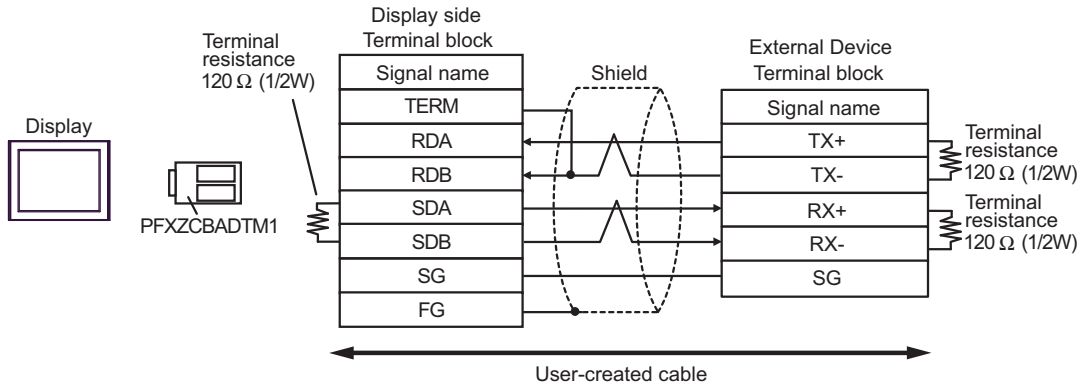 Display
PFXZCBADTM1
Terminal
resistance
120 Ω (1/2W)
Display side
Terminal block
Signal name
TERM
RDA
RDB
SDA
SDB
SG
FG
Shield
External Device
Terminal block
Signal name
TX+
TX-
RX+
RX-
SG
Terminal
resistance
120 Ω (1/2W)
Terminal
resistance
120 Ω (1/2W)
User-created cable